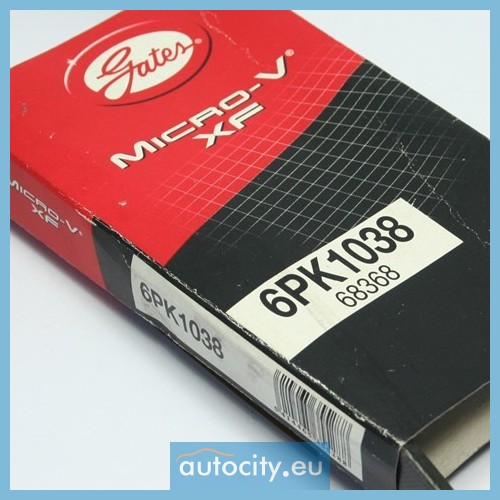 Gates
MICRO-V®
XF
6PK1038
68368
MICRO-V®
XF
6PK1038
autocity.eu